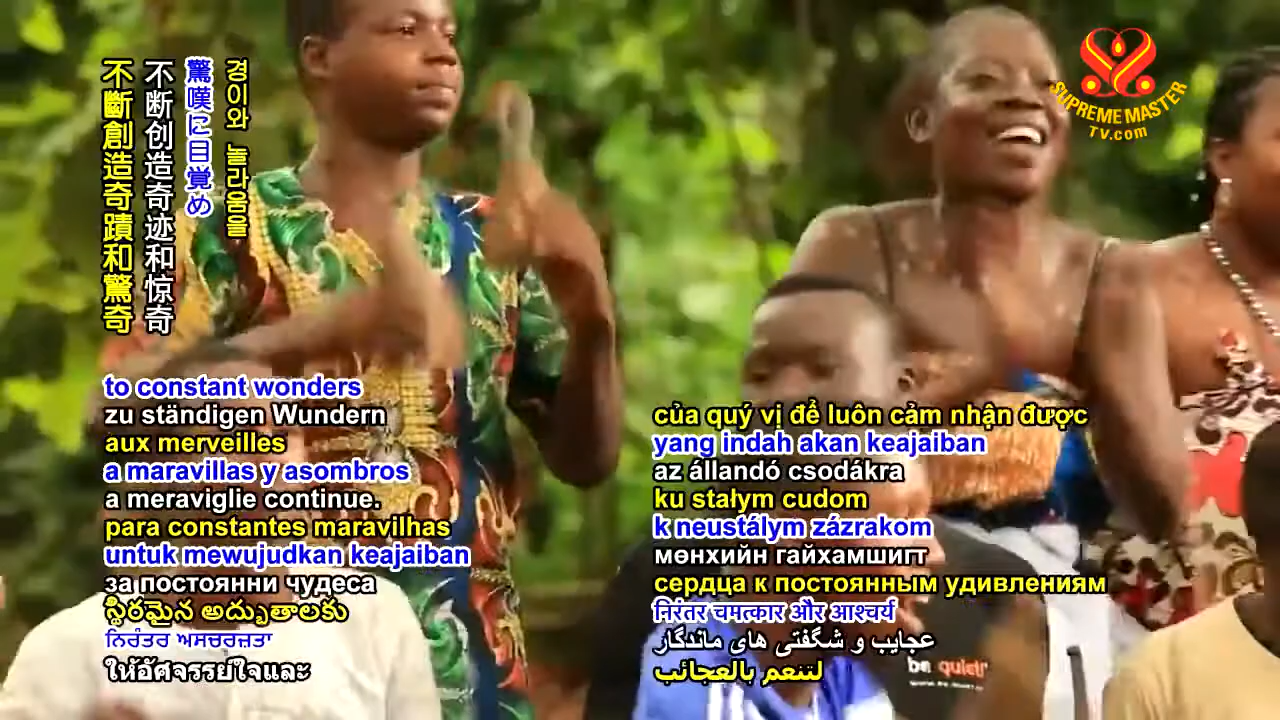 不斷創造奇蹟和驚奇
不断创造奇迹和惊奇
驚嘆に目覚め
경이와 놀라움을
SUPREME MASTER
TV.com
to constant wonders
zu ständigen Wundern
aux merveilles
a maravillas y asombros
a meraviglie continue.
para constantes maravilhas
untuk mewujudkan keajaiban
за постоянни чудеса
స్థిరమైన అద్భుతాలకు
ਨਿਰੰਤਰ ਅਸਚਰਜ਼ਤਾ
ให้อัศจรรย์ใจและ
của quý vị để luôn cảm nhận được
yang indah akan keajaiban
az állandó csodákra
ku stałym cudom
k neustálym zázrakom
мөнхийн гайхамшигт
сердца к постоянным удивлениям
निरंतर चमत्कार और आश्चर्य
عجایب و شگفتی های ماندگار
لتنعم بالعجائب
be quiet!